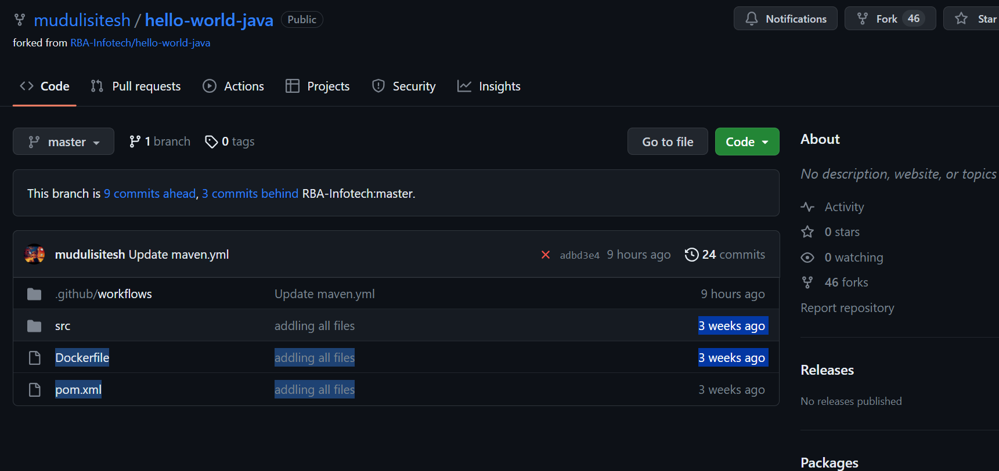 mudulisitesh / hello-world-java Public
Notifications Fork 46 Star
forked from RBA-Infotech/hello-world-java
Code Pull requests Actions Projects Security Insights
master 1 branch 0 tags Go to file Code
This branch is 9 commits ahead, 3 commits behind RBA-Infotech:master.
mudulisitesh Update maven.yml adbd3e4 9 hours ago 24 commits
.github/workflows Update maven.yml 9 hours ago
src addling all files 3 weeks ago
Dockerfile addling all files 3 weeks ago
pom.xml addling all files 3 weeks ago
About
No description, website, or topics
Activity
0 stars
0 watching
46 forks
Report repository
Releases
No releases published
Packages